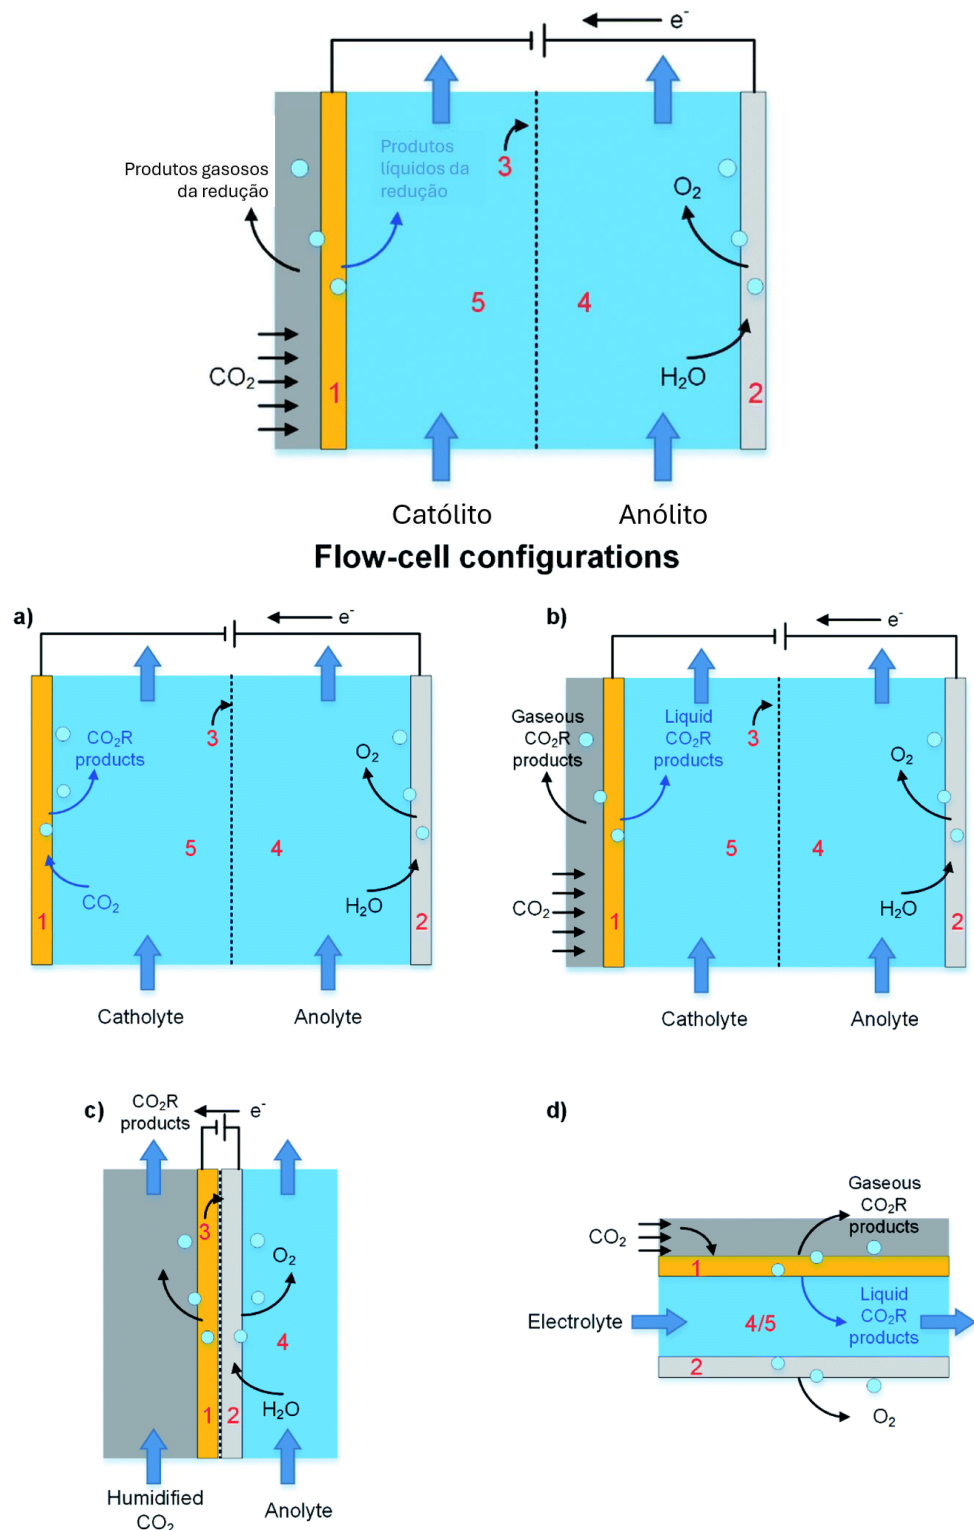 e-
Produtos gasosos
da redução
Produtos
líquidos da
redução
3
O2
5
4
CO2
H2O
1
2
Católito
Anólito
Flow-cell configurations
a)
e-
CO2R
products
3
O2
5
4
CO2
H2O
1
2
Catholyte
Anolyte
b)
e-
Gaseous
CO2R
products
Liquid
CO2R
products
3
O2
5
4
CO2
H2O
1
2
Catholyte
Anolyte
c)
CO2R
products
e-
3
O2
4
H2O
1
2
Humidified
CO2
Anolyte
d)
Gaseous
CO2R
products
CO2
1
Electrolyte
4/5
Liquid
CO2R
products
2
O2